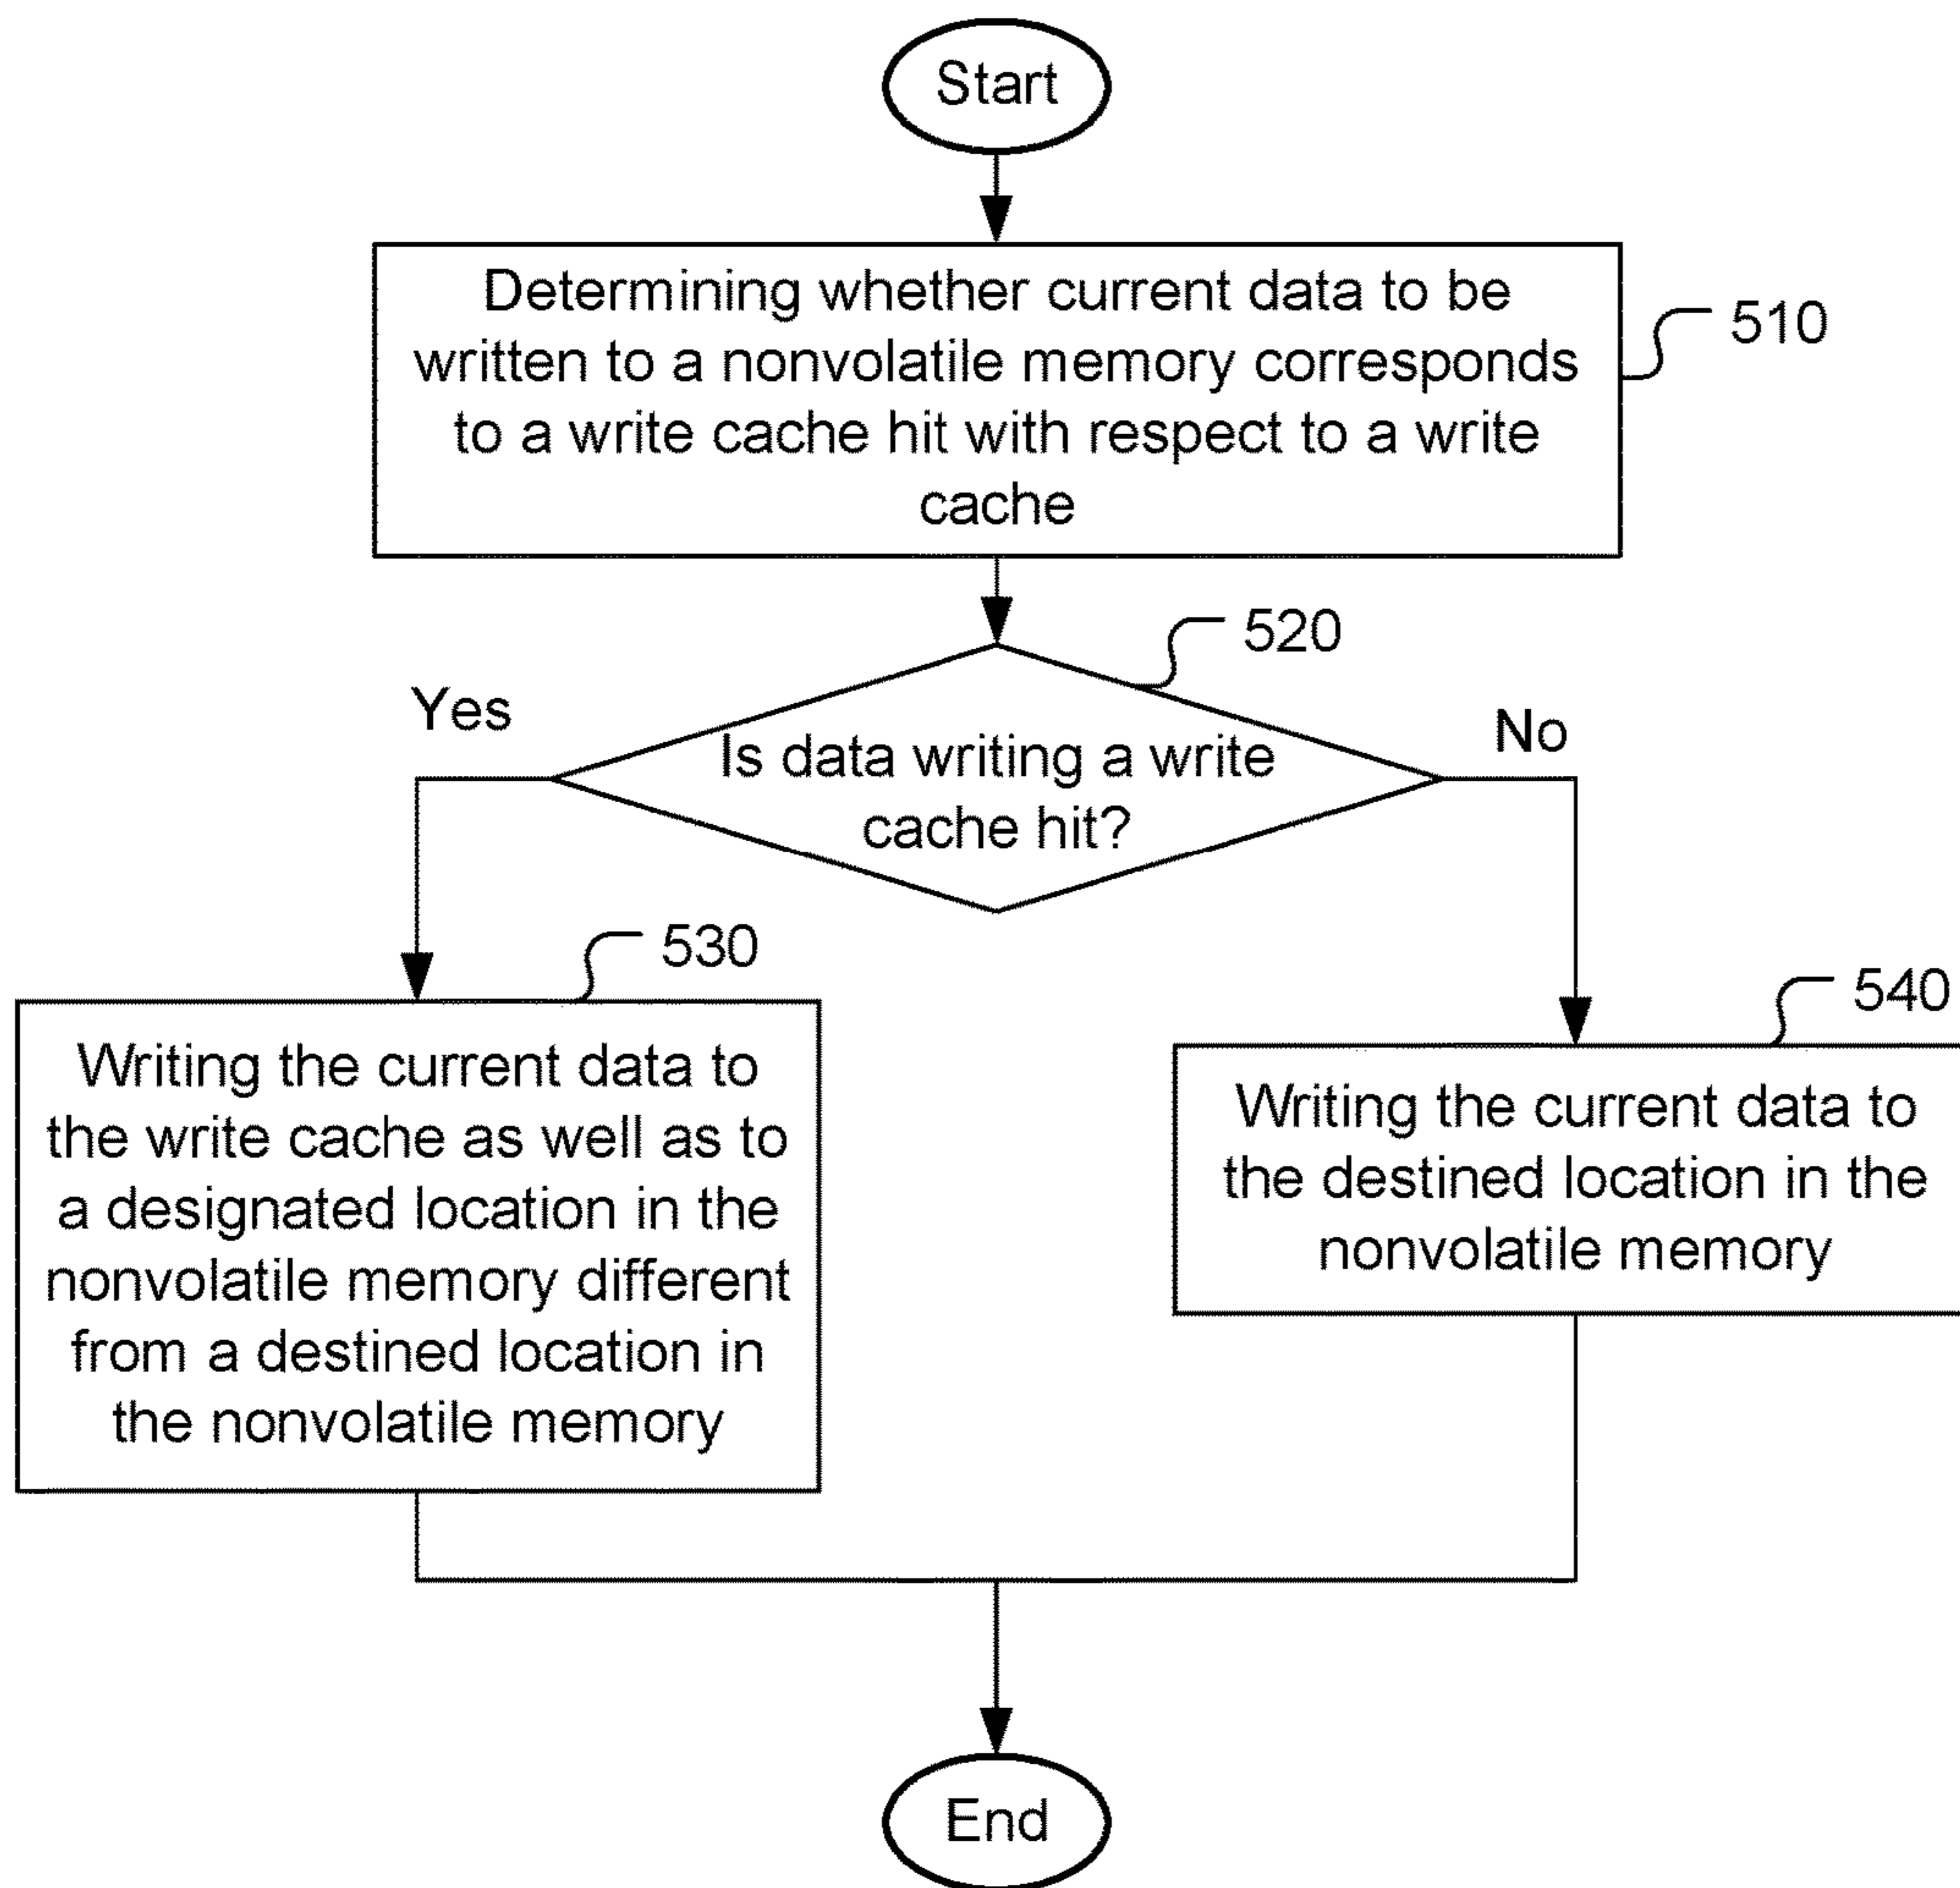 Start
Determining whether current data to be
written to a nonvolatile memory corresponds
to a write cache hit with respect to a write
cache
510
520
Yes
No
Is data writing a write
cache hit?
530
540
Writing the current data to
the write cache as well as to
a designated location in the
nonvolatile memory different
from a destined location in
the nonvolatile memory
Writing the current data to
the destined location in the
nonvolatile memory
End